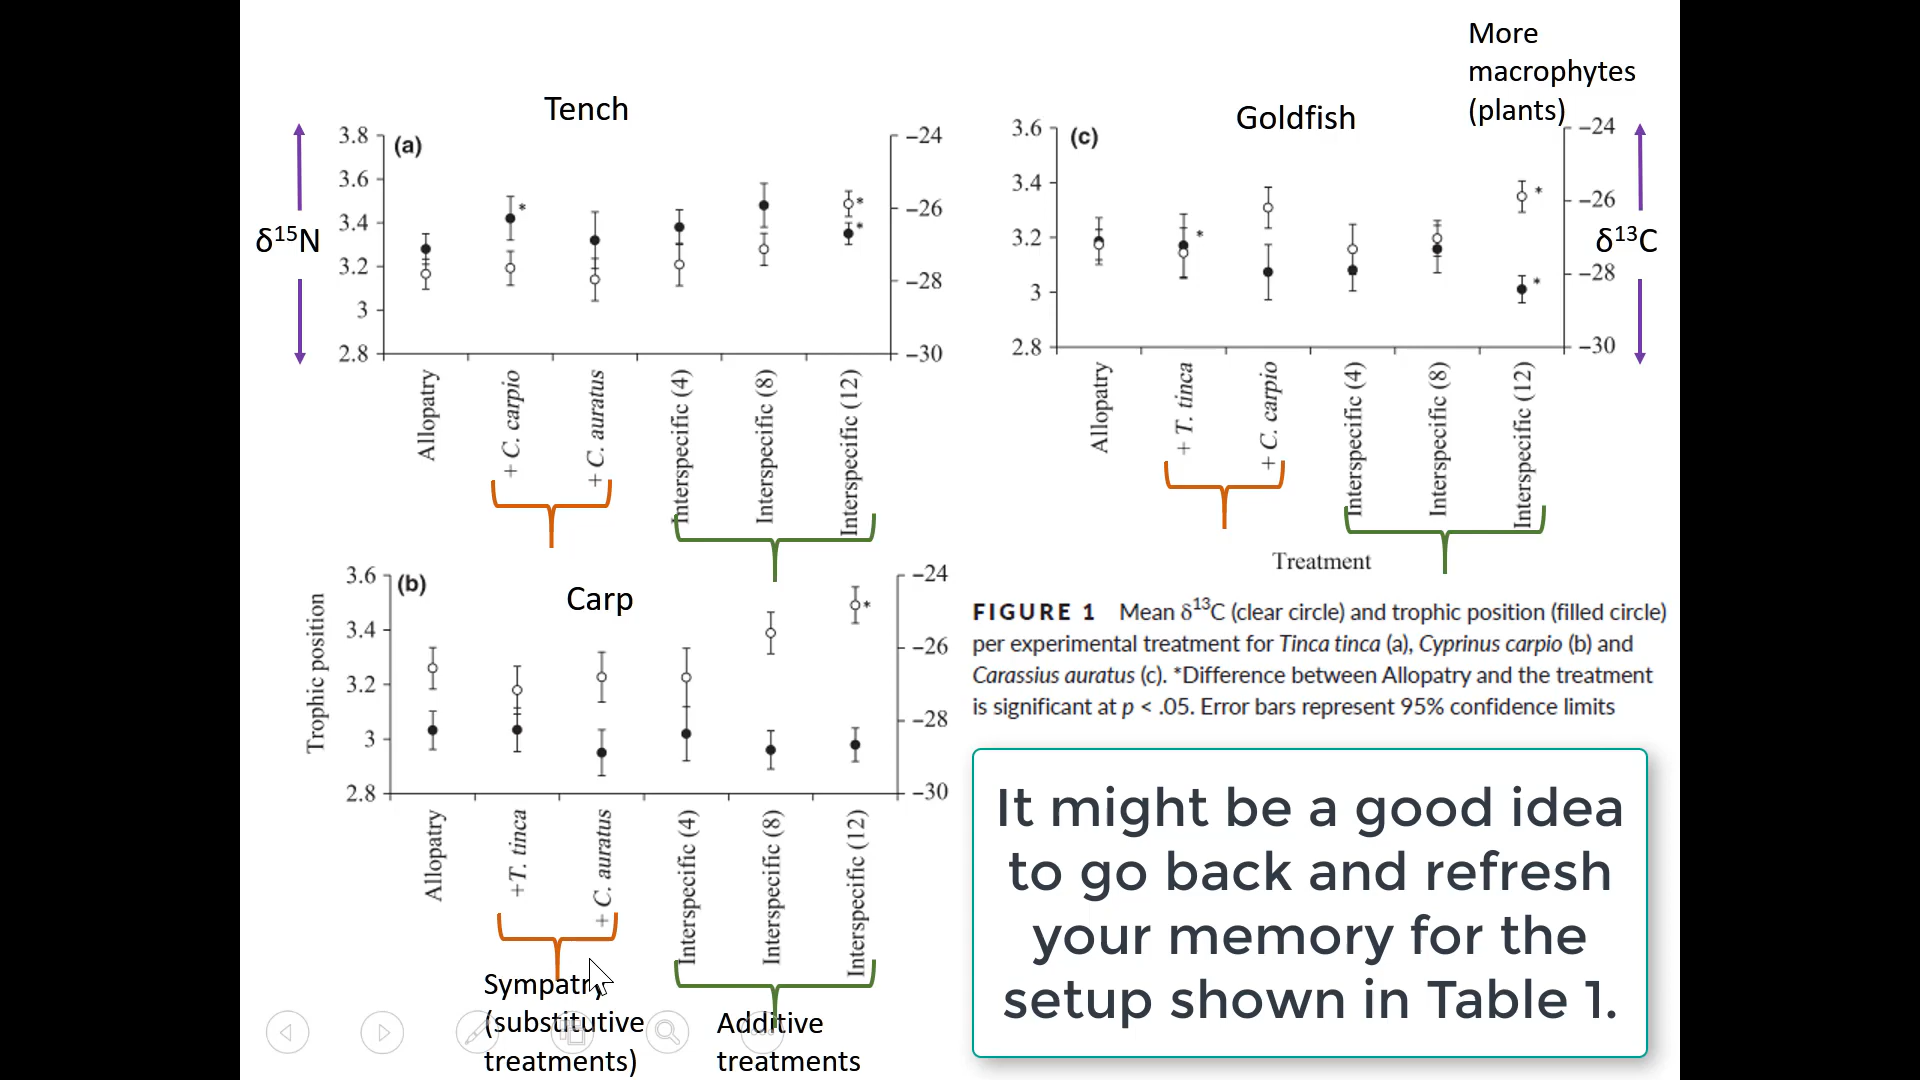 More
macrophytes
(plants)
Tench
Goldfish
δ15N
3.8
3.6
3.4
3.2
3
2.8
(a)
*
*
*
−24
−26
−28
−30
Allopatry
+ C. carpio
+ C. auratus
Interspecific (4)
Interspecific (8)
Interspecific (12)
3.6
3.4
3.2
3
2.8
(c)
*
*
*
−24
−26
−28
−30
δ13C
Allopatry
+ T. tinca
+ C. carpio
Interspecific (4)
Interspecific (8)
Interspecific (12)
Treatment
Carp
Trophic position
3.6
3.4
3.2
3
2.8
(b)
*
−24
−26
−28
−30
Allopatry
+T. tinca
+ C. auratus
Interspecific (4)
Interspecific (8)
Interspecific (12)
Sympatry
(substitutive
treatments)
Additive
treatments
FIGURE 1 Mean δ13C (clear circle) and trophic position (filled circle)
per experimental treatment for Tinca tinca (a), Cyprinus carpio (b) and
Carassius auratus (c). *Difference between Allopatry and the treatment
is significant at p < .05. Error bars represent 95% confidence limits
It might be a good idea
to go back and refresh
your memory for the
setup shown in Table 1.